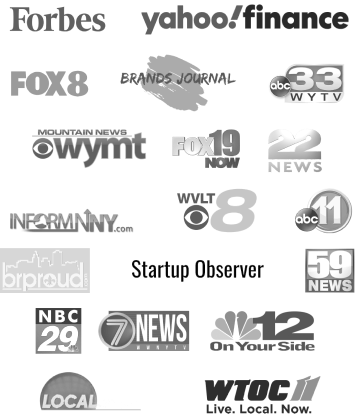 Forbes yahoo!finance
FOX8 BRANDS JOURNAL abc 33 WYTV
MOUNTAIN NEWS
wymt FOX19 NOW 22 NEWS
INFORMNNY.com WVLT 8 abc 11
brproud.com Startup Observer 59 NEWS
NBC 29 7 NEWS 12 On Your Side
LOCAL WTOC 11
Live. Local. Now.